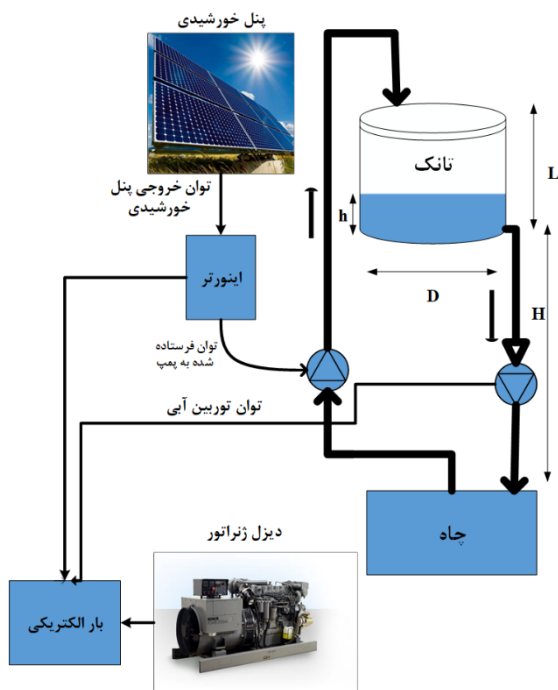 پنل خورشیدی
توان خروجی پنل
خورشیدی
اینورتر
توان فرستاده
شده به پمپ
تانک
L
h
D
H
توان توربین آبی
چاه
دیزل ژنراتور
بار الکتریکی